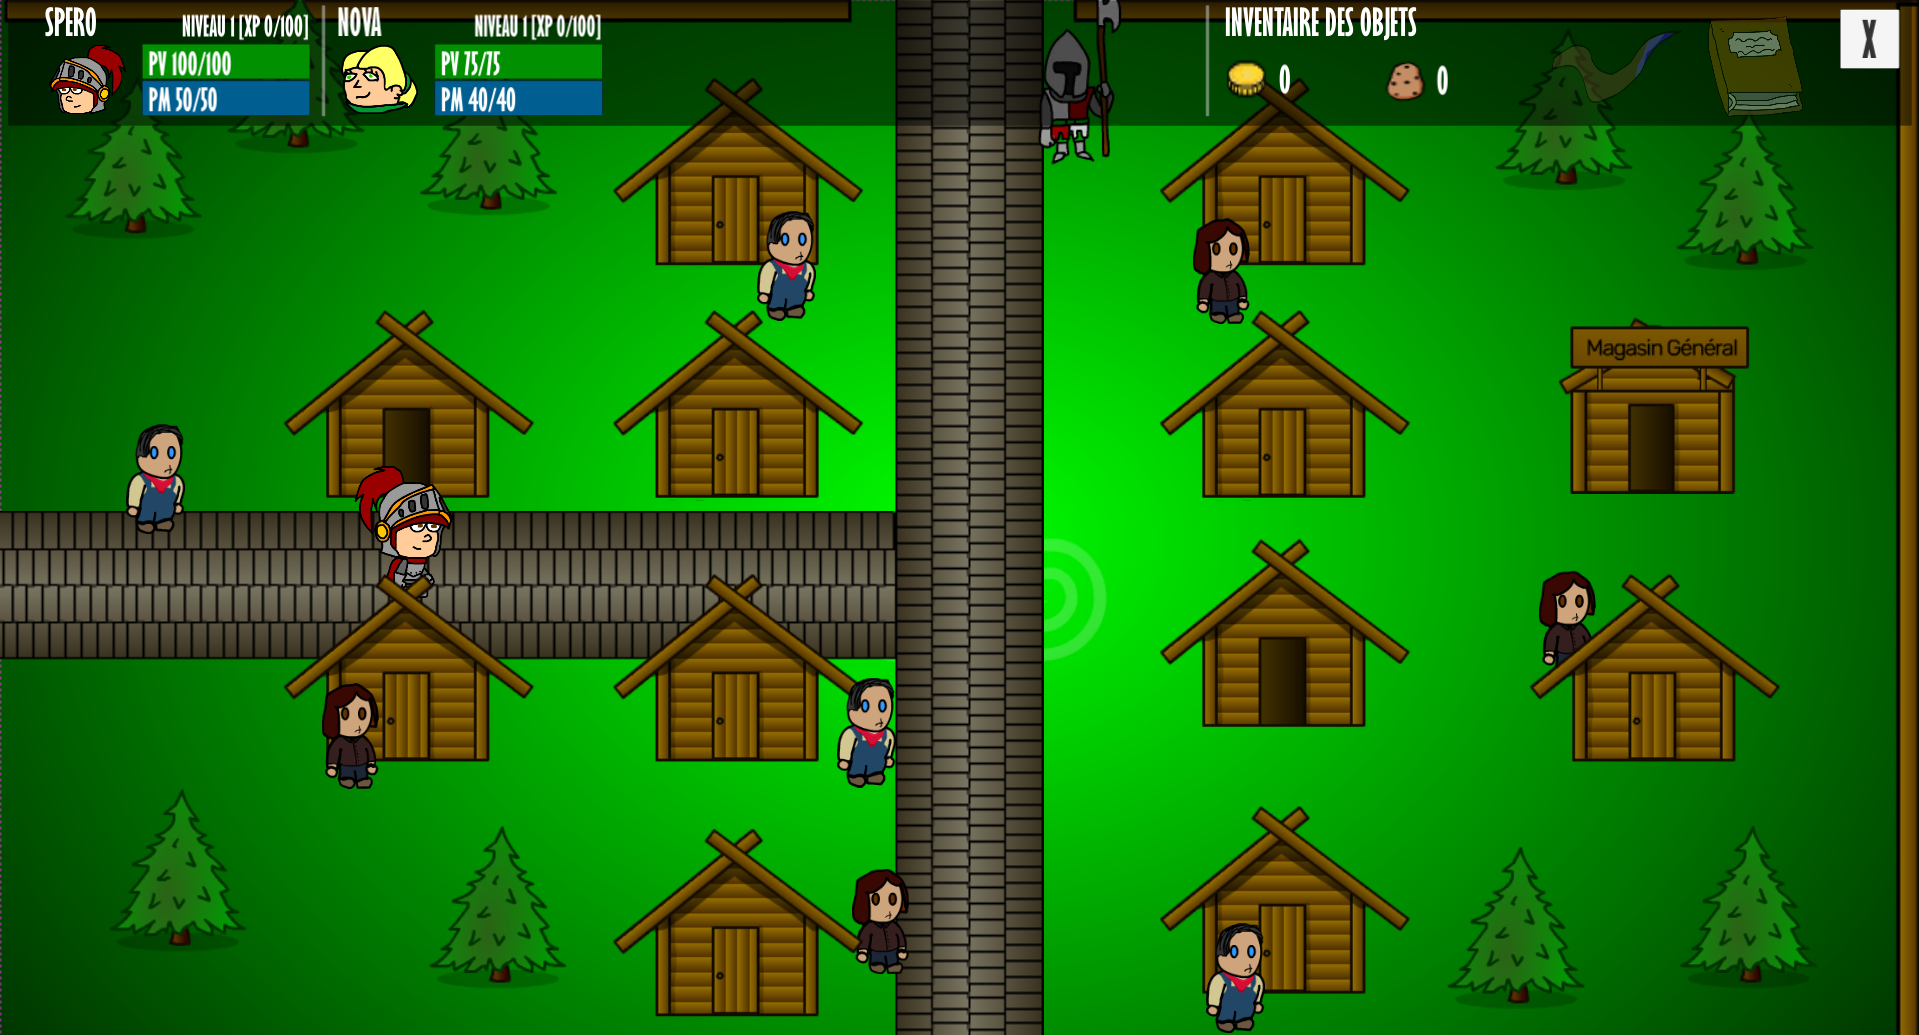 SPERO
NIVEAU 1 [XP 0/100]
PV 100/100
PM 50/50
NOVA
NIVEAU 1 [XP 0/100]
PV 75/75
PM 40/40
INVENTAIRE DES OBJETS
0
0
X
Magasin Général